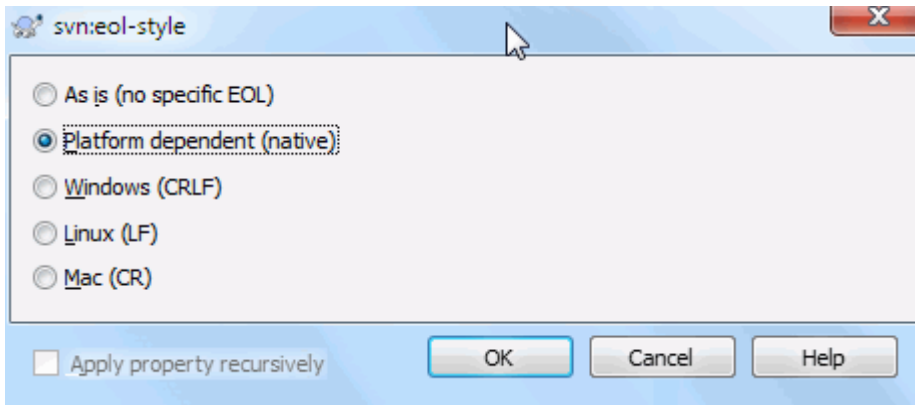 svn:eol-style
As is (no specific EOL)
Platform dependent (native)
Windows (CRLF)
Linux (LF)
Mac (CR)
Apply property recursively
OK
Cancel
Help